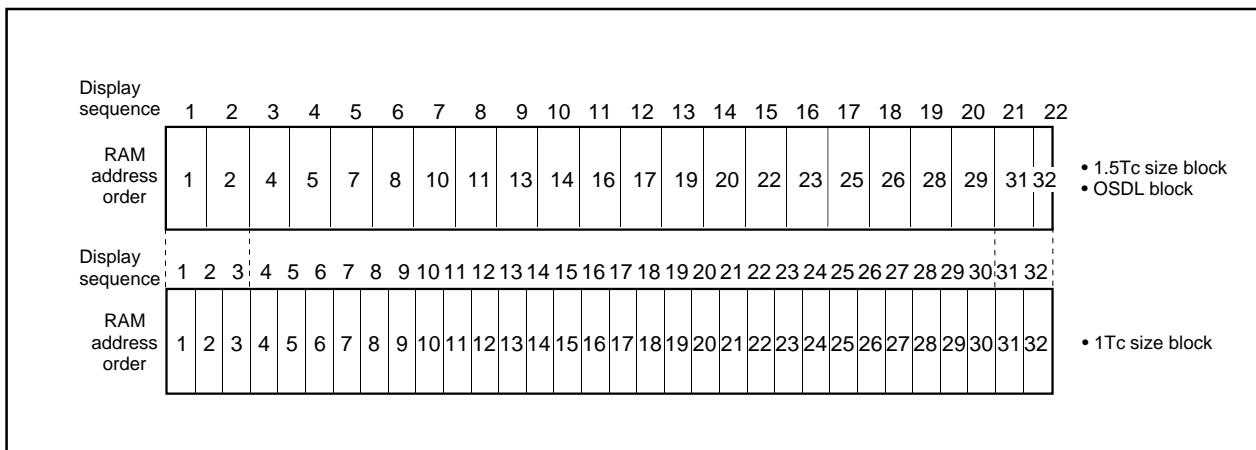 Display
sequence 1 2 3 4 5 6 7 8 9 10 11 12 13 14 15 16 17 18 19 20 21 22
RAM
address
order
1 2 4 5 7 8 10 11 13 14 16 17 19 20 22 23 25 26 28 29 31 32
• 1.5Tc size block
• OSDL block
Display
sequence 1 2 3 4 5 6 7 8 9 10 11 12 13 14 15 16 17 18 19 20 21 22 23 24 25 26 27 28 29 30 31 32
RAM
address
order
1 2 3 4 5 6 7 8 9 10 11 12 13 14 15 16 17 18 19 20 21 22 23 24 25 26 27 28 29 30 31 32
• 1Tc size block